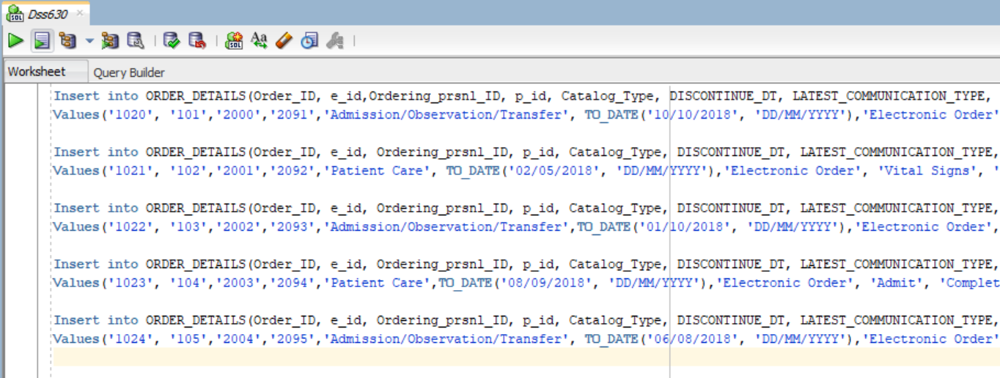 Dss630
Worksheet Query Builder
Insert into ORDER_DETAILS(Order_ID, e_id,Ordering_prsnl_ID, p_id, Catalog_Type, DISCONTINUE_DT, LATEST_COMMUNICATION_TYPE,
Values('1020', '101','2000','2091','Admission/Observation/Transfer', TO_DATE('10/10/2018', 'DD/MM/YYYY'),'Electronic Order'
Insert into ORDER_DETAILS(Order_ID, e_id, Ordering_prsnl_ID, p_id, Catalog_Type, DISCONTINUE_DT, LATEST_COMMUNICATION_TYPE,
Values('1021', '102','2001','2092','Patient Care', TO_DATE('02/05/2018', 'DD/MM/YYYY'),'Electronic Order', 'Vital Signs', '
Insert into ORDER_DETAILS(Order_ID, e_id, Ordering_prsnl_ID, p_id, Catalog_Type, DISCONTINUE_DT, LATEST_COMMUNICATION_TYPE,
Values('1022', '103','2002','2093','Admission/Observation/Transfer',TO_DATE('01/10/2018', 'DD/MM/YYYY'),'Electronic Order',
Insert into ORDER_DETAILS(Order_ID, e_id, Ordering_prsnl_ID, p_id, Catalog_Type, DISCONTINUE_DT, LATEST_COMMUNICATION_TYPE,
Values('1023', '104','2003','2094','Patient Care',TO_DATE('08/09/2018', 'DD/MM/YYYY'),'Electronic Order', 'Admit', 'Complet
Insert into ORDER_DETAILS(Order_ID, e_id, Ordering_prsnl_ID, p_id, Catalog_Type, DISCONTINUE_DT, LATEST_COMMUNICATION_TYPE,
Values('1024', '105','2004','2095','Admission/Observation/Transfer', TO_DATE('06/08/2018', 'DD/MM/YYYY'),'Electronic Order'